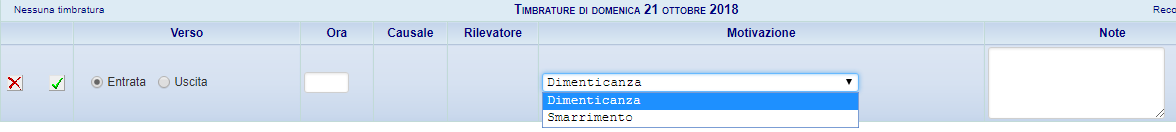 Nessuna timbratura TIMBRATURE DI DOMENICA 21 OTTOBRE 2018 Reco
Verso Ora Causale Rilevatore Motivazione Note
Entrata Uscita Dimenticanza
Dimenticanza
Smarrimento